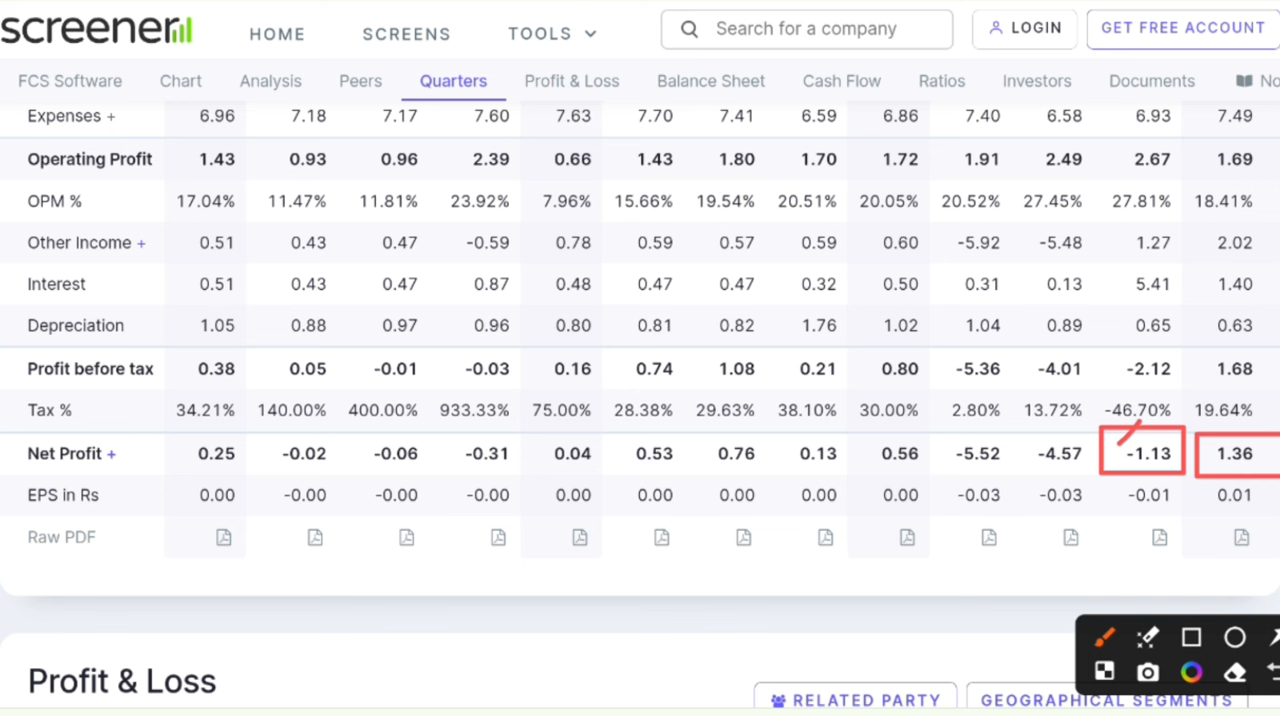 screener
HOME SCREENS TOOLS Search for a company LOGIN GET FREE ACCOUNT
FCS Software Chart Analysis Peers Quarters Profit & Loss Balance Sheet Cash Flow Ratios Investors Documents No
Expenses + 6.96 7.18 7.17 7.60 7.63 7.70 7.41 6.59 6.86 7.40 6.58 6.93 7.49
Operating Profit 1.43 0.93 0.96 2.39 0.66 1.43 1.80 1.70 1.72 1.91 2.49 2.67 1.69
OPM % 17.04% 11.47% 11.81% 23.92% 7.96% 15.66% 19.54% 20.51% 20.05% 20.52% 27.45% 27.81% 18.41%
Other Income + 0.51 0.43 0.47 -0.59 0.78 0.59 0.57 0.59 0.60 -5.92 -5.48 1.27 2.02
Interest 0.51 0.43 0.47 0.87 0.48 0.47 0.47 0.32 0.50 0.31 0.13 5.41 1.40
Depreciation 1.05 0.88 0.97 0.96 0.80 0.81 0.82 1.76 1.02 1.04 0.89 0.65 0.63
Profit before tax 0.38 0.05 -0.01 -0.03 0.16 0.74 1.08 0.21 0.80 -5.36 -4.01 -2.12 1.68
Tax % 34.21% 140.00% 400.00% 933.33% 75.00% 28.38% 29.63% 38.10% 30.00% 2.80% 13.72% -46.70% 19.64%
Net Profit + 0.25 -0.02 -0.06 -0.31 0.04 0.53 0.76 0.13 0.56 -5.52 -4.57 -1.13 1.36
EPS in Rs 0.00 -0.00 -0.00 -0.00 0.00 0.00 0.00 0.00 0.00 -0.03 -0.03 -0.01 0.01
Raw PDF
Profit & Loss
RELATED PARTY GEOGRAPHICAL SEGMENTS